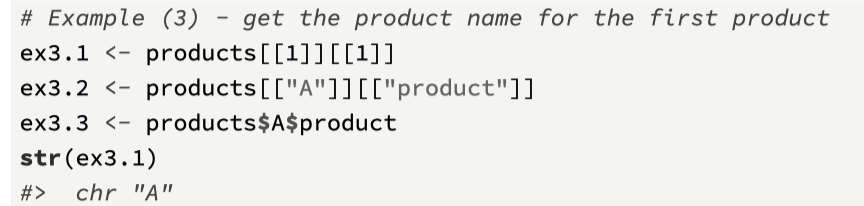 # Example (3) - get the product name for the first product
ex3.1 <- products[[1]][[1]]
ex3.2 <- products[["A"]][["product"]]
ex3.3 <- products$A$product
str(ex3.1)
#>  chr "A"